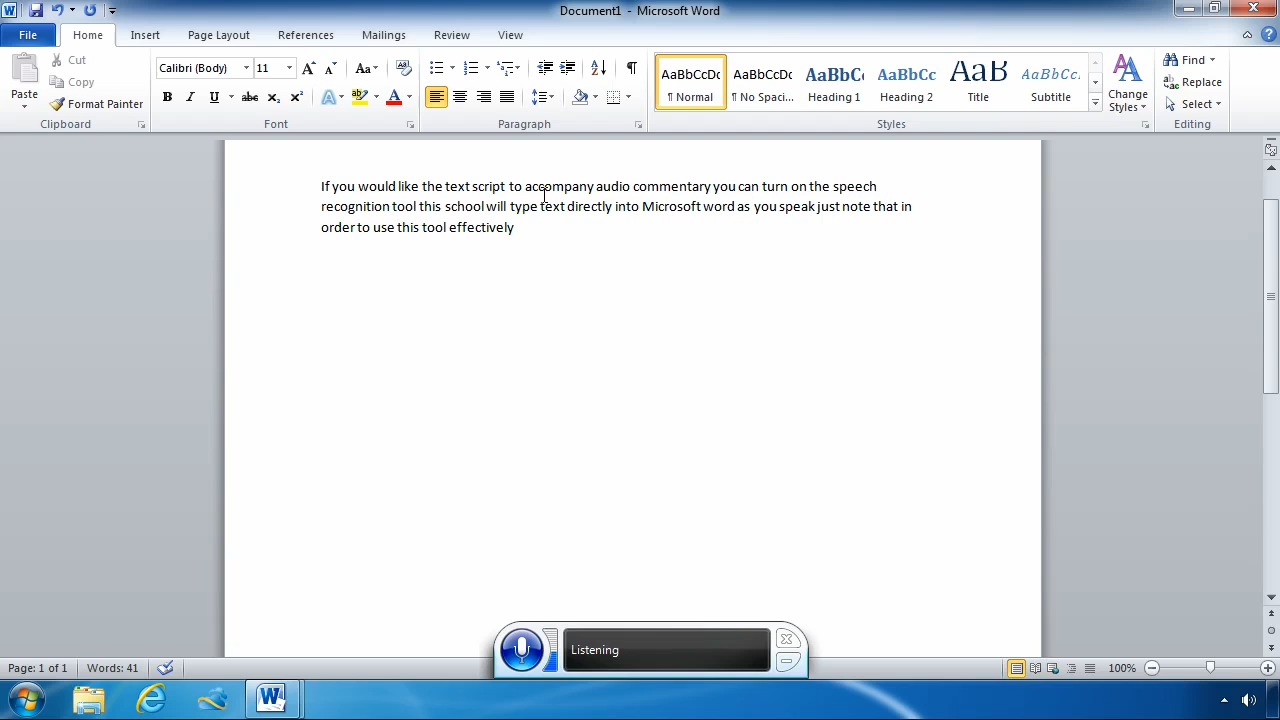 Document1 - Microsoft Word
File Home Insert Page Layout References Mailings Review View
Paste Cut Copy Format Painter
Clipboard
Calibri (Body) 11
Font
Paragraph
AaBbCcDc AaBbCcDc AaBbCc AaBbCc AaB AaBbCc.
¶ Normal ¶ No Spaci... Heading 1 Heading 2 Title Subtitle
Change Styles
Styles
Find
Replace
Select
Editing
If you would like the text script to accompany audio commentary you can turn on the speech
recognition tool this school will type text directly into Microsoft word as you speak just note that in
order to use this tool effectively
Listening
Page: 1 of 1 Words: 41 100%